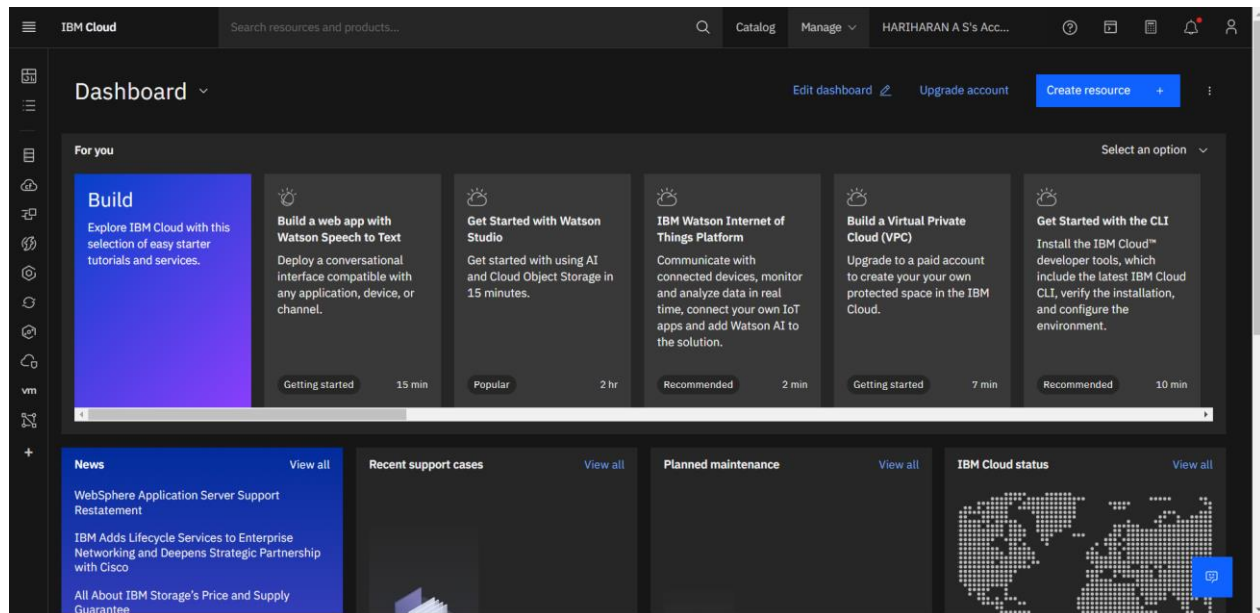 IBM Cloud
Search resources and products...
Catalog
Manage
HARIHARAN A S's Acc...
Dashboard
Edit dashboard
Upgrade account
Create resource +
For you
Select an option
Build
Explore IBM Cloud with this
selection of easy starter
tutorials and services.
Build a web app with
Watson Speech to Text
Deploy a conversational
interface compatible with
any application, device, or
channel.
Getting started
15 min
Get Started with Watson
Studio
Get started with using AI
and Cloud Object Storage in
15 minutes.
Popular
2 hr
IBM Watson Internet of
Things Platform
Communicate with
connected devices, monitor
and analyze data in real
time, connect your own IoT
apps and add Watson AI to
the solution.
Recommended
2 min
Build a Virtual Private
Cloud (VPC)
Upgrade to a paid account
to create your your own
protected space in the IBM
Cloud.
Getting started
7 min
Get Started with the CLI
Install the IBM Cloud™
developer tools, which
include the latest IBM Cloud
CLI, verify the installation,
and configure the
environment.
Recommended
10 min
vm
News
View all
WebSphere Application Server Support
Restatement
IBM Adds Lifecycle Services to Enterprise
Networking and Deepens Strategic Partnership
with Cisco
All About IBM Storage's Price and Supply
Guarantee
Recent support cases
View all
Planned maintenance
View all
IBM Cloud status
View all